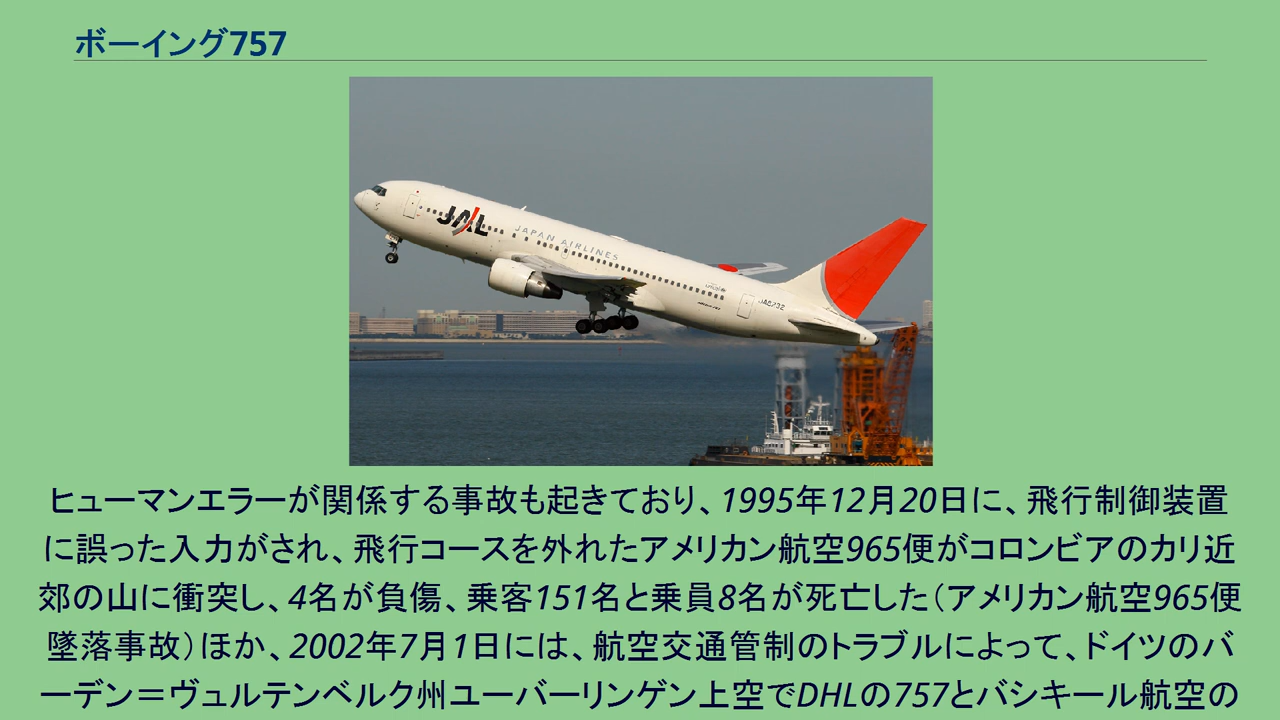 ボーイング757
JAL
JAPAN AIRLINES
ヒューマンエラーが関係する事故も起きており、1995年12月20日に、飛行制御装置
に誤った入力がされ、飛行コースを外れたアメリカン航空965便がコロンビアのカリ近
郊の山に衝突し、4名が負傷、乗客151名と乗員8名が死亡した（アメリカン航空965便
墜落事故）ほか、2002年7月1日には、航空交通管制のトラブルによって、ドイツのバ
ーデン＝ヴュルテンベルク州ユーバーリンゲン上空でDHLの757とバシキール航空の